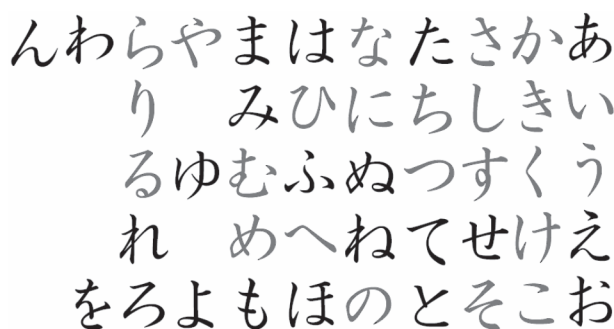 んわらやまはなたさかあ
りみひにちしきい
るゆむふぬつすくう
れめへねてせけえ
をろよもほのとそこお